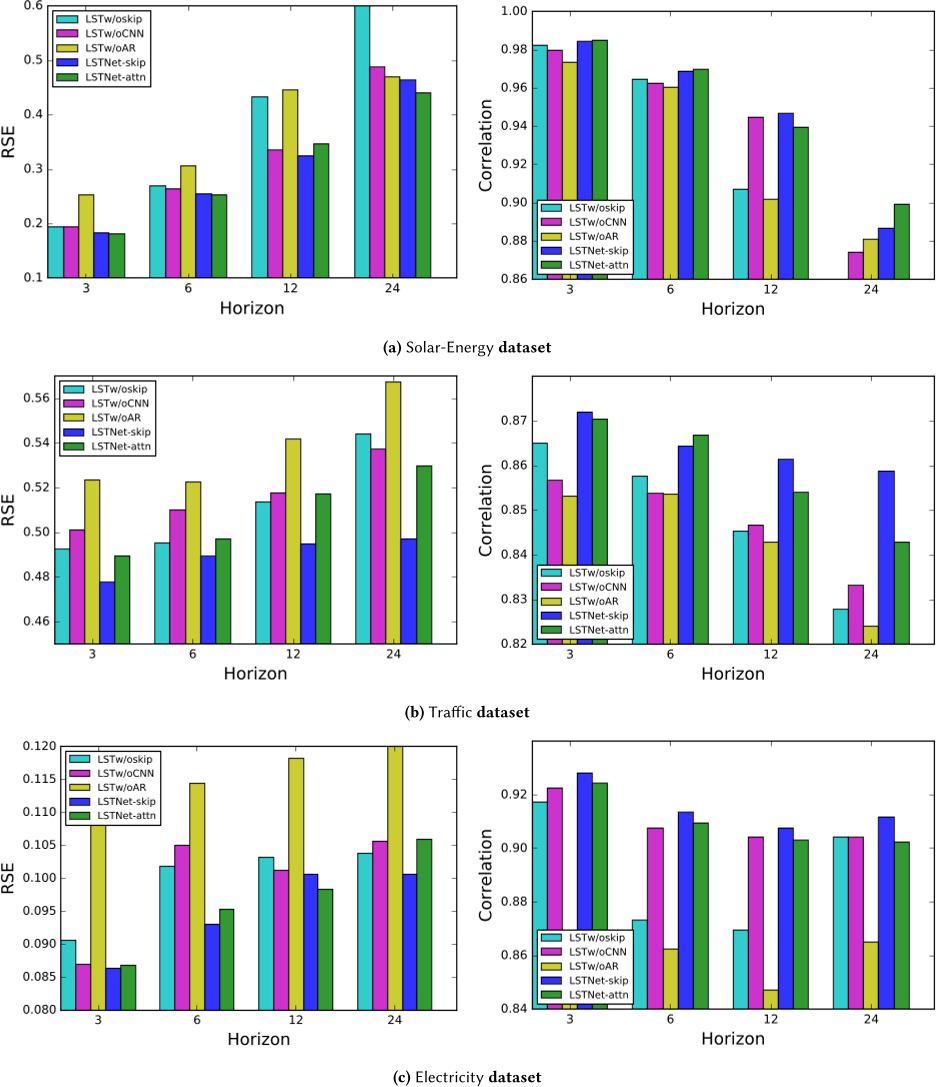 0.6
0.5
0.4
0.3
0.2
0.1
RSE
LSTw/oskip
LSTw/oCNN
LSTw/oAR
LSTNet-skip
LSTNet-attn
3 6 12 24
Horizon
1.00
0.98
0.96
0.94
0.92
0.90
0.88
0.86
Correlation
LSTw/oskip
LSTw/oCNN
LSTw/oAR
LSTNet-skip
LSTNet-attn
3 6 12 24
Horizon
(a) Solar-Energy dataset
0.56
0.54
0.52
0.50
0.48
0.46
RSE
LSTw/oskip
LSTw/oCNN
LSTw/oAR
LSTNet-skip
LSTNet-attn
3 6 12 24
Horizon
0.87
0.86
0.85
0.84
0.83
0.82
Correlation
LSTw/oskip
LSTw/oCNN
LSTw/oAR
LSTNet-skip
LSTNet-attn
3 6 12 24
Horizon
(b) Traffic dataset
0.120
0.115
0.110
0.105
0.100
0.095
0.090
0.085
0.080
RSE
LSTw/oskip
LSTw/oCNN
LSTw/oAR
LSTNet-skip
LSTNet-attn
3 6 12 24
Horizon
0.92
0.90
0.88
0.86
0.84
Correlation
LSTw/oskip
LSTw/oCNN
LSTw/oAR
LSTNet-skip
LSTNet-attn
3 6 12 24
Horizon
(c) Electricity dataset